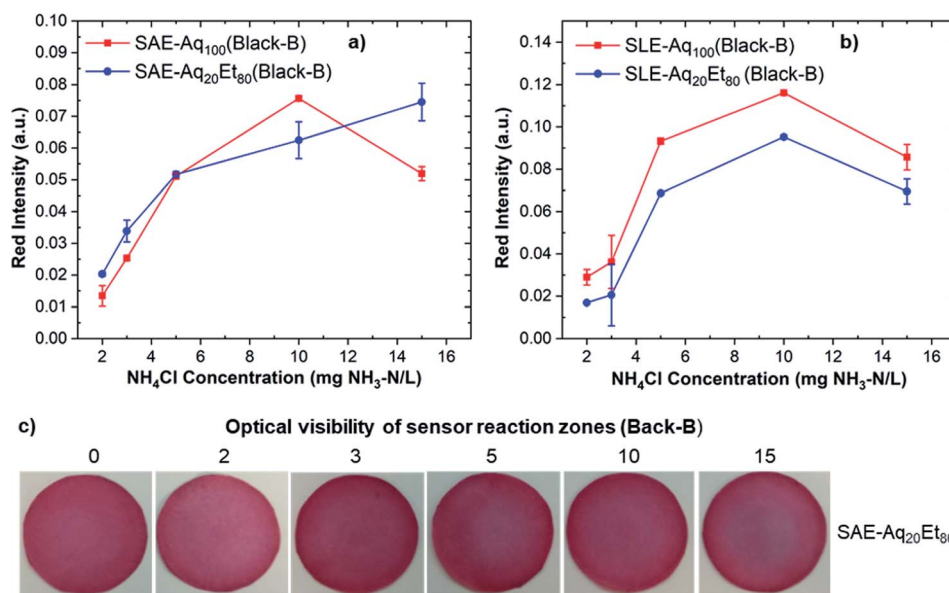 a)
SAE-Aq₁₀₀(Black-B)
SAE-Aq₂₀Et₈₀(Black-B)
Red Intensity (a.u.)
0.10
0.09
0.08
0.07
0.06
0.05
0.04
0.03
0.02
0.01
0.00
2 4 6 8 10 12 14 16
NH₄Cl Concentration (mg NH₃-N/L)
b)
SLE-Aq₁₀₀(Black-B)
SLE-Aq₂₀Et₈₀ (Black-B)
Red Intensity (a.u.)
0.14
0.12
0.10
0.08
0.06
0.04
0.02
0.00
2 4 6 8 10 12 14 16
NH₄Cl Concentration (mg NH₃-N/L)
c)
Optical visibility of sensor reaction zones (Back-B)
0 2 3 5 10 15
SAE-Aq₂₀Et₈₀